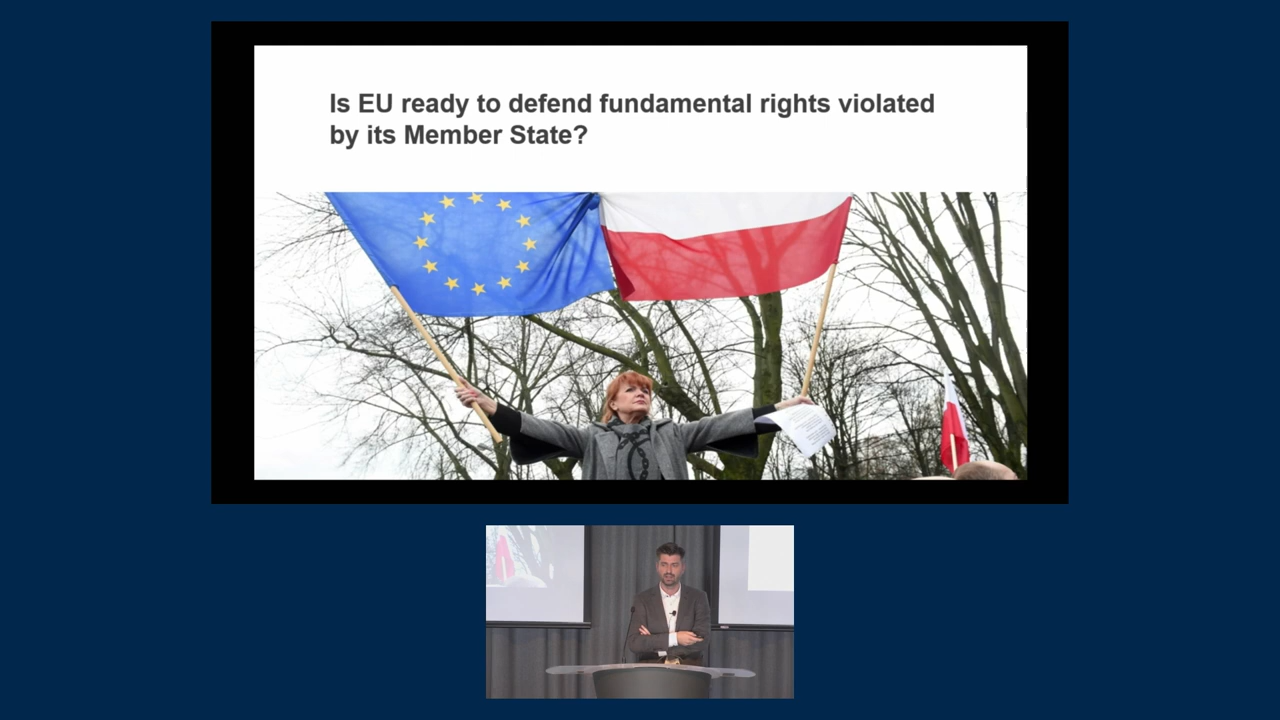 Is EU ready to defend fundamental rights violated
by its Member State?